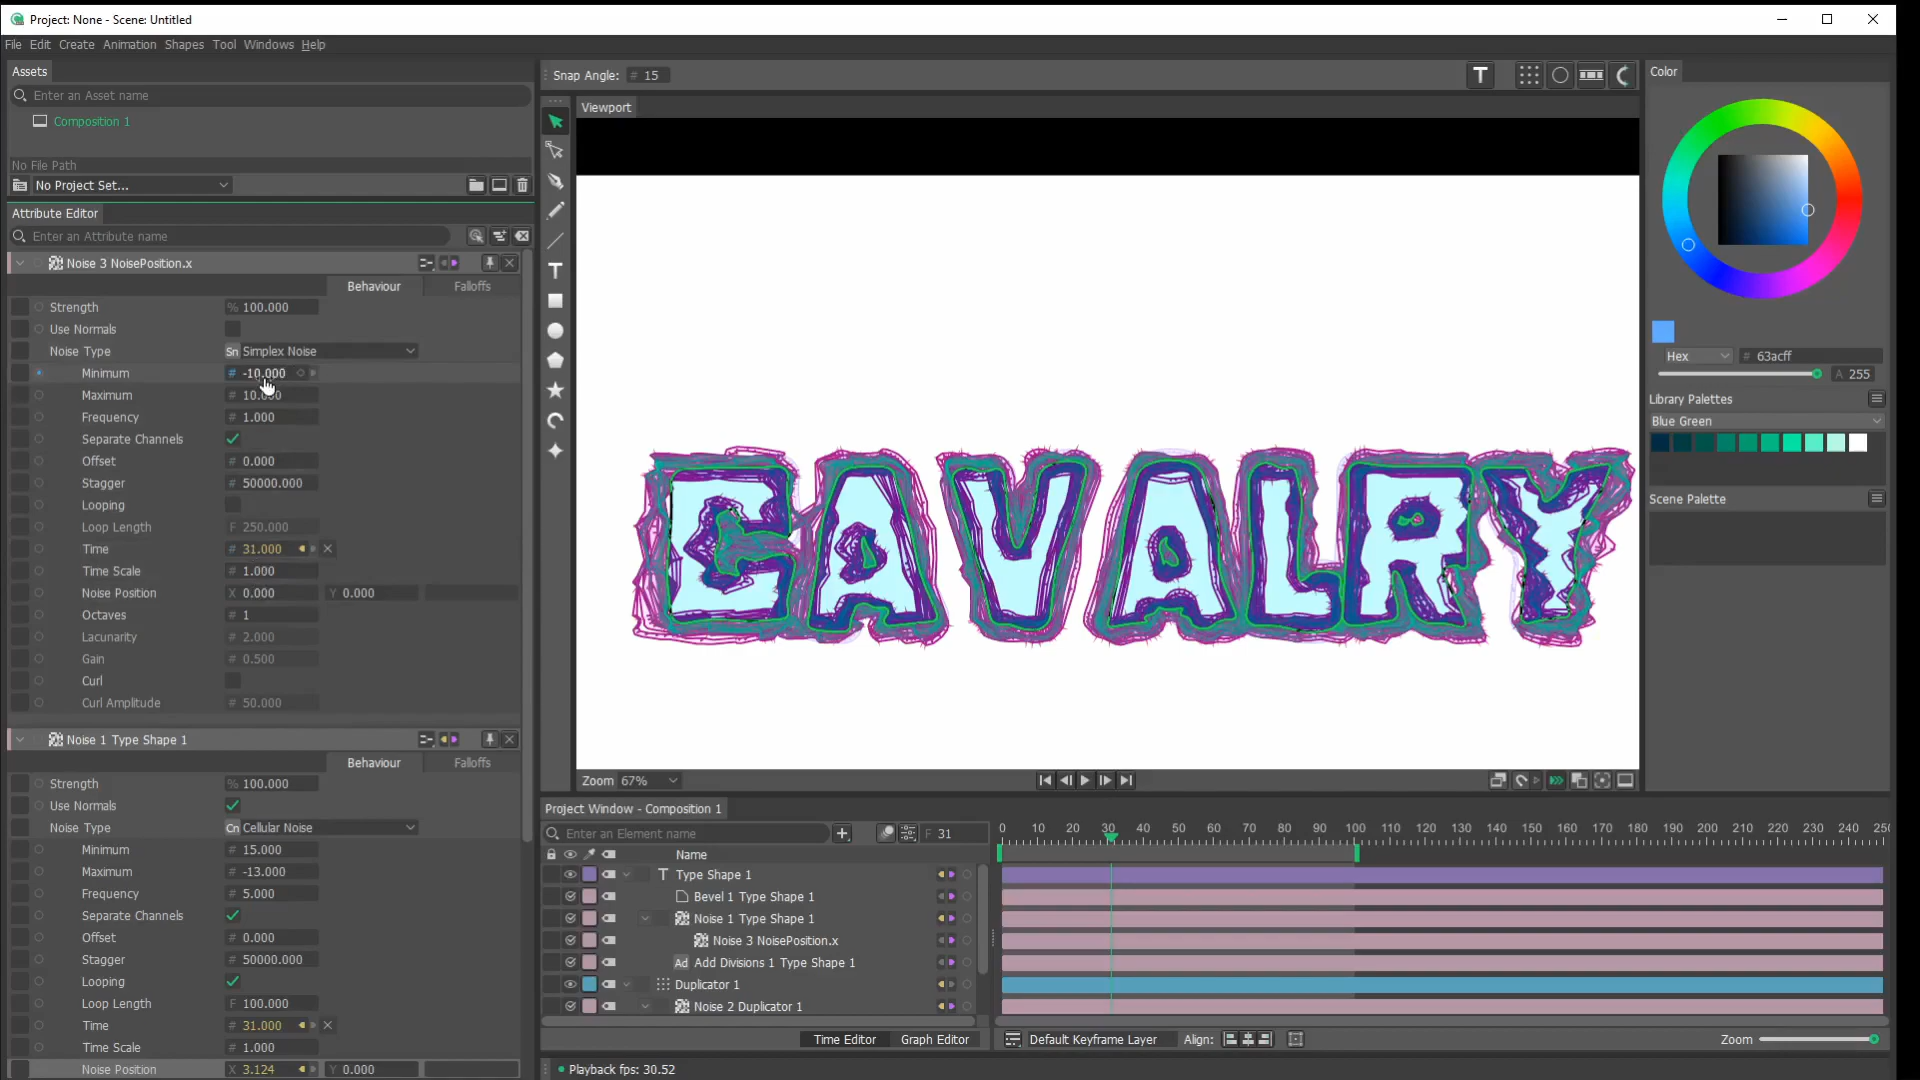 Project: None - Scene: Untitled
File Edit Create Animation Shapes Tool Windows Help
Assets
Enter an Asset name
Composition 1
No File Path
No Project Set...
Attribute Editor
Enter an Attribute name
Noise 3 NoisePosition.x
Behaviour Falloffs
Strength % 100.000
Use Normals
Noise Type Sn Simplex Noise
Minimum # -10.000
Maximum # 10.000
Frequency # 1.000
Separate Channels
Offset # 0.000
Stagger # 50000.000
Looping
Loop Length F 250.000
Time # 31.000
Time Scale # 1.000
Noise Position X 0.000 Y 0.000
Octaves # 1
Lacunarity # 2.000
Gain # 0.500
Curl
Curl Amplitude # 50.000
Noise 1 Type Shape 1
Behaviour Falloffs
Strength % 100.000
Use Normals
Noise Type Cn Cellular Noise
Minimum # 15.000
Maximum # -13.000
Frequency # 5.000
Separate Channels
Offset # 0.000
Stagger # 50000.000
Looping
Loop Length F 100.000
Time # 31.000
Time Scale # 1.000
Noise Position X 3.124 Y 0.000
Snap Angle: # 15
Viewport
CAVALRY
Zoom 67%
Project Window - Composition 1
Enter an Element name
F 31
0 10 20 30 40 50 60 70 80 90 100 110 120 130 140 150 160 170 180 190 200 210 220 230 240
Name
Type Shape 1
Bevel 1 Type Shape 1
Noise 1 Type Shape 1
Noise 3 NoisePosition.x
Ad Add Divisions 1 Type Shape 1
Duplicator 1
Noise 2 Duplicator 1
Time Editor Graph Editor
Default Keyframe Layer Align: Zoom
Playback fps: 30.52
Color
Hex # 63acff
A 255
Library Palettes
Blue Green
Scene Palette